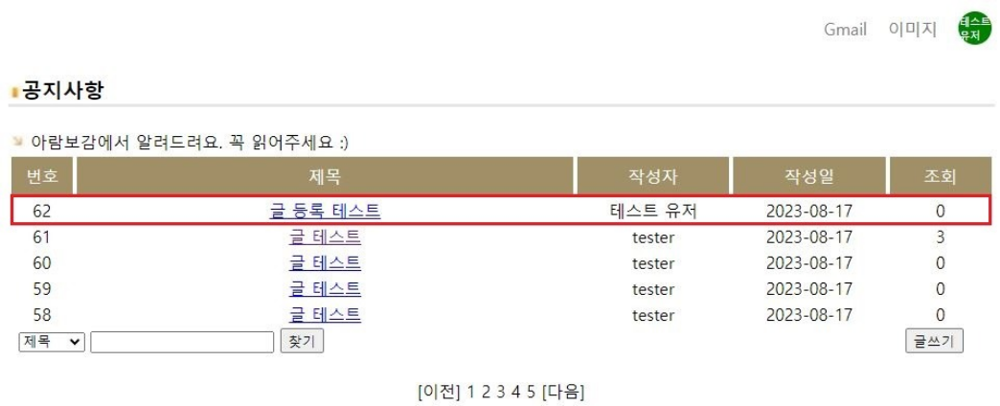 Gmail 이미지 테스트
유저
공지사항
아람보감에서 알려드려요. 꼭 읽어주세요 :)
번호 제목 작성자 작성일 조회
62 글 등록 테스트 테스트 유저 2023-08-17 0
61 글 테스트 tester 2023-08-17 3
60 글 테스트 tester 2023-08-17 0
59 글 테스트 tester 2023-08-17 0
58 글 테스트 tester 2023-08-17 0
제목 찾기 글쓰기
[이전] 1 2 3 4 5 [다음]